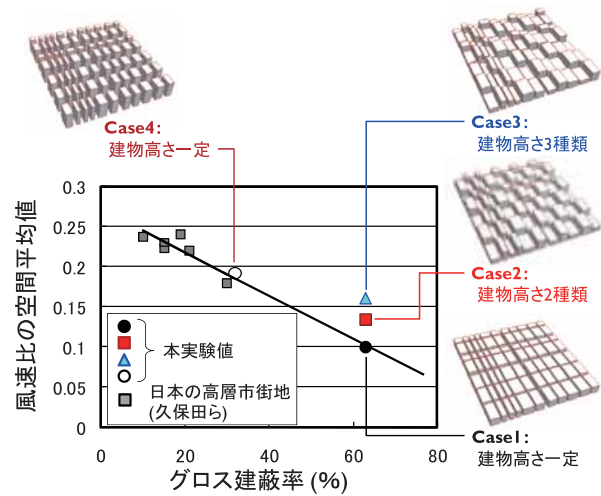 Case4:
建物高さ一定
Case3:
建物高さ3種類
Case2:
建物高さ2種類
Case1:
建物高さ一定
風速比の空間平均値
0.3
0.25
0.2
0.15
0.1
0.05
0
本実験値
日本の高層市街地
(久保田ら)
0
20
40
60
80
グロス建蔽率 (%)